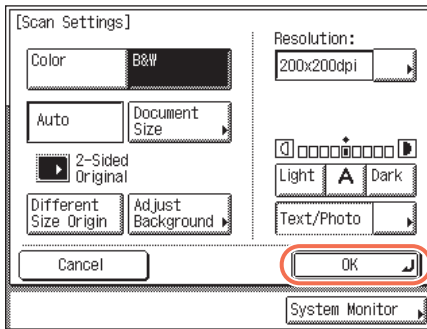 [Scan Settings]
Color
B&W
Auto
Document
Size
2-Sided
Original
Different
Size Origin
Adjust
Background
Resolution:
200x200dpi
Light
A
Dark
Text/Photo
Cancel
OK
System Monitor